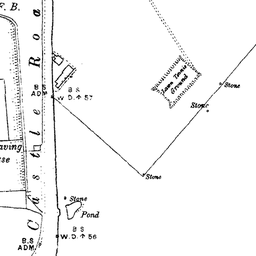 F. B.
Castle Roa
B S
ADM.
B S
W. D. ↑ 57
Lawn Tennis
Ground
Stone
Stone
Stone
aving
se
Stone
Pond
B S
W. D. ↑ 56
B. S
ADM.